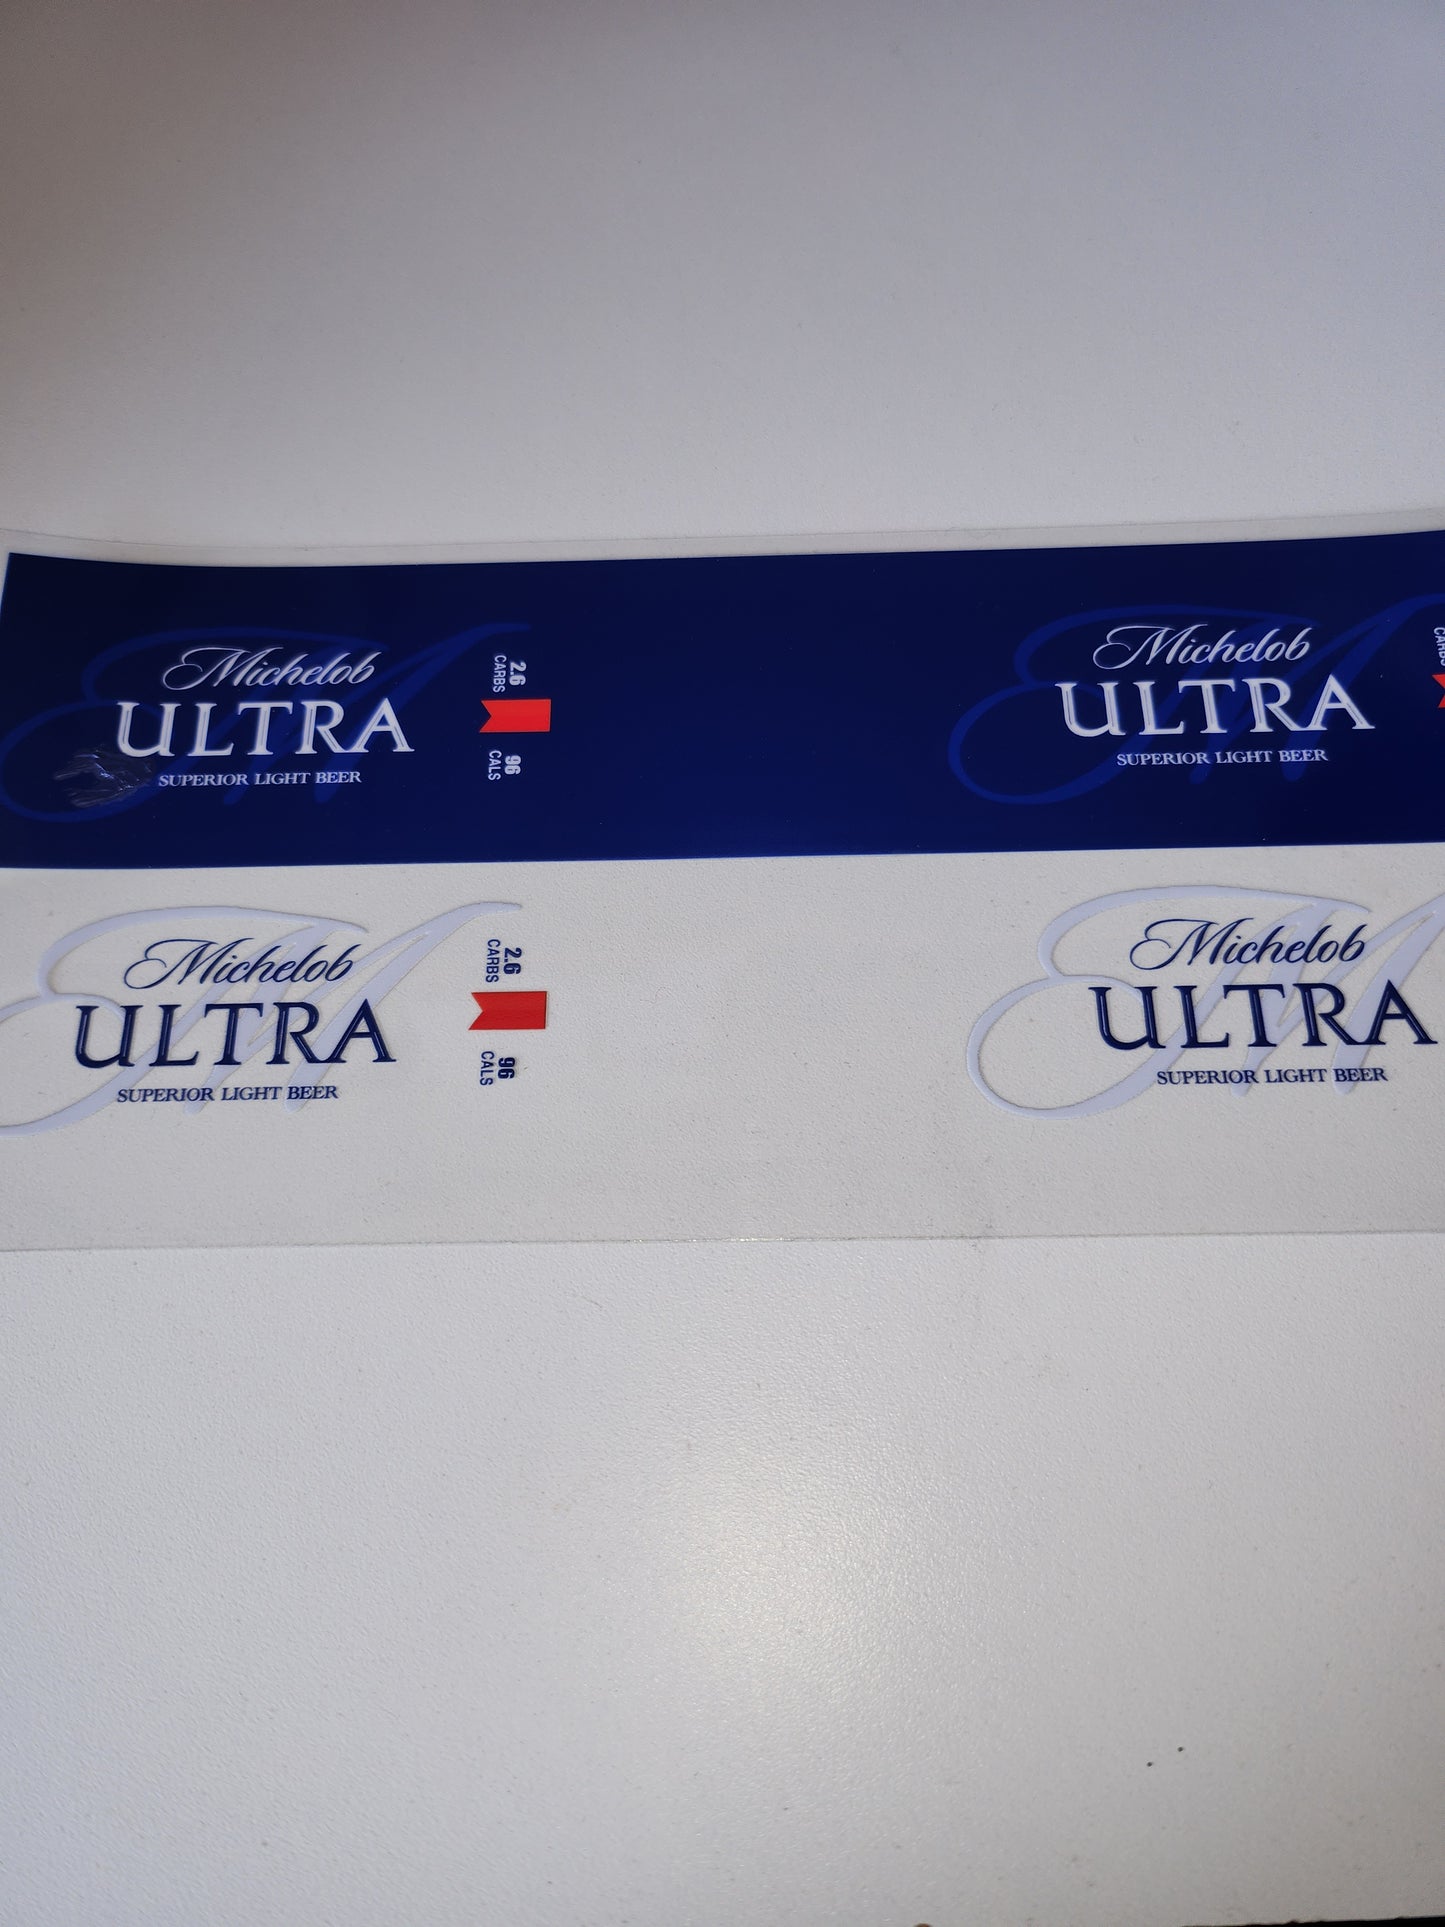 Michelob
ULTRA
SUPERIOR LIGHT BEER
2.6
CARBS
96
CALS
Michelob
ULTRA
SUPERIOR LIGHT BEER
CARBS
Michelob
ULTRA
SUPERIOR LIGHT BEER
2.6
CARBS
96
CALS
Michelob
ULTRA
SUPERIOR LIGHT BEER